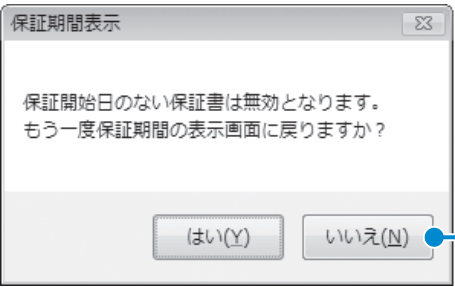 保証期間表示
保証開始日のない保証書は無効となります。
もう一度保証期間の表示画面に戻りますか？
はい(Y)
いいえ(N)